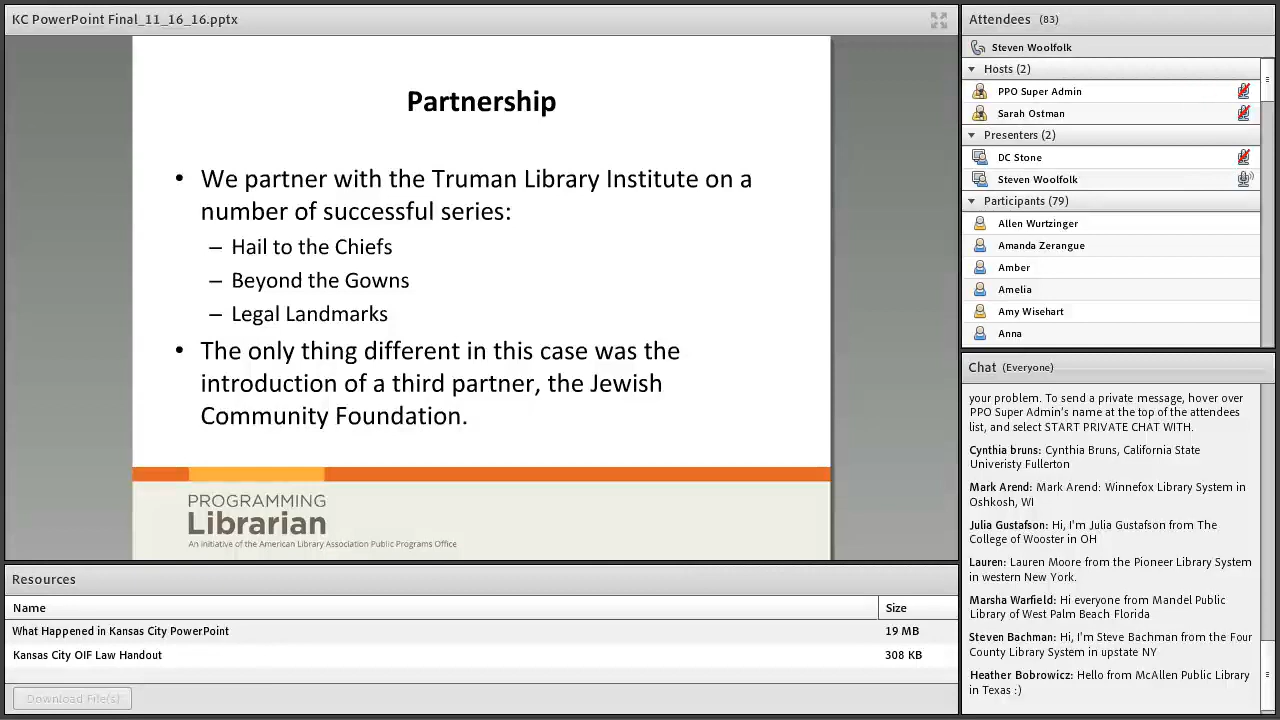 KC PowerPoint Final_11_16_16.pptx
Partnership
• We partner with the Truman Library Institute on a
number of successful series:
– Hail to the Chiefs
– Beyond the Gowns
– Legal Landmarks
• The only thing different in this case was the
introduction of a third partner, the Jewish
Community Foundation.
PROGRAMMING
Librarian
An initiative of the American Library Association Public Programs Office
Resources
Name Size
What Happened in Kansas City PowerPoint 19 MB
Kansas City OIF Law Handout 308 KB
Download File(s)
Attendees (83)
Steven Woolfolk
Hosts (2)
PPO Super Admin
Sarah Ostman
Presenters (2)
DC Stone
Steven Woolfolk
Participants (79)
Allen Wurtzinger
Amanda Zerangue
Amber
Amelia
Amy Wisehart
Anna
Chat (Everyone)
your problem. To send a private message, hover over
PPO Super Admin's name at the top of the attendees
list, and select START PRIVATE CHAT WITH.
Cynthia bruns: Cynthia Bruns, California State
Univeristy Fullerton
Mark Arend: Mark Arend: Winnefox Library System in
Oshkosh, WI
Julia Gustafson: Hi, I'm Julia Gustafson from The
College of Wooster in OH
Lauren: Lauren Moore from the Pioneer Library System
in western New York.
Marsha Warfield: Hi everyone from Mandel Public
Library of West Palm Beach Florida
Steven Bachman: Hi, I'm Steve Bachman from the Four
County Library System in upstate NY
Heather Bobrowicz: Hello from McAllen Public Library
in Texas :)